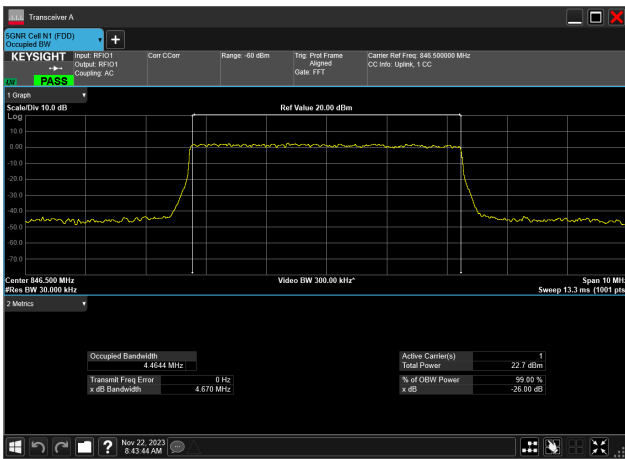 Transceiver A
5GNR Cell N1 (FDD)
Occupied BW
KEYSIGHT
PASS
Input: RFIO1
Output: RFIO1
Coupling: AC
Corr CCorr
Range: -60 dBm
Trig: Prot Frame
Aligned
Gate: FFT
Carrier Ref Freq: 846.500000 MHz
CC Info: Uplink, 1 CC
1 Graph
Scale/Div 10.0 dB
Ref Value 20.00 dBm
Log
10.0
0.00
-10.0
-20.0
-30.0
-40.0
-50.0
-60.0
-70.0
Center 846.500 MHz
Video BW 300.00 kHz*
Span 10 MHz
#Res BW 30.000 kHz
Sweep 13.3 ms (1001 pts
2 Metrics
Occupied Bandwidth
4.4644 MHz
Transmit Freq Error 0 Hz
x dB Bandwidth 4.670 MHz
Active Carrier(s) 1
Total Power 22.7 dBm
% of OBW Power 99.00 %
x dB -26.00 dB
Nov 22, 2023
8:43:44 AM